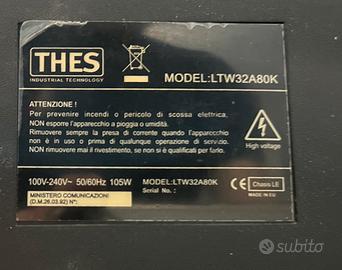 THES
INDUSTRIAL TECHNOLOGY
MODEL:LTW32A80K
ATTENZIONE !
Per prevenire incendi o pericolo di scossa elettrica,
NON esporre l'apparecchio a pioggia o umidità.
Rimuovere sempre la presa di corrente quando l'apparecchio
non è in uso o prima di qualunque operazione di servizio.
NON rimuovere mai il rivestimento, se non si è qualificati per farlo.
High voltage
100V-240V~ 50/60Hz 105W
MODEL:LTW32A80K
Serial No.:
CE
Chasis LE
MADE IN EU
MINISTERO COMUNICAZIONI
(D.M.26.03.92) N°:
subito